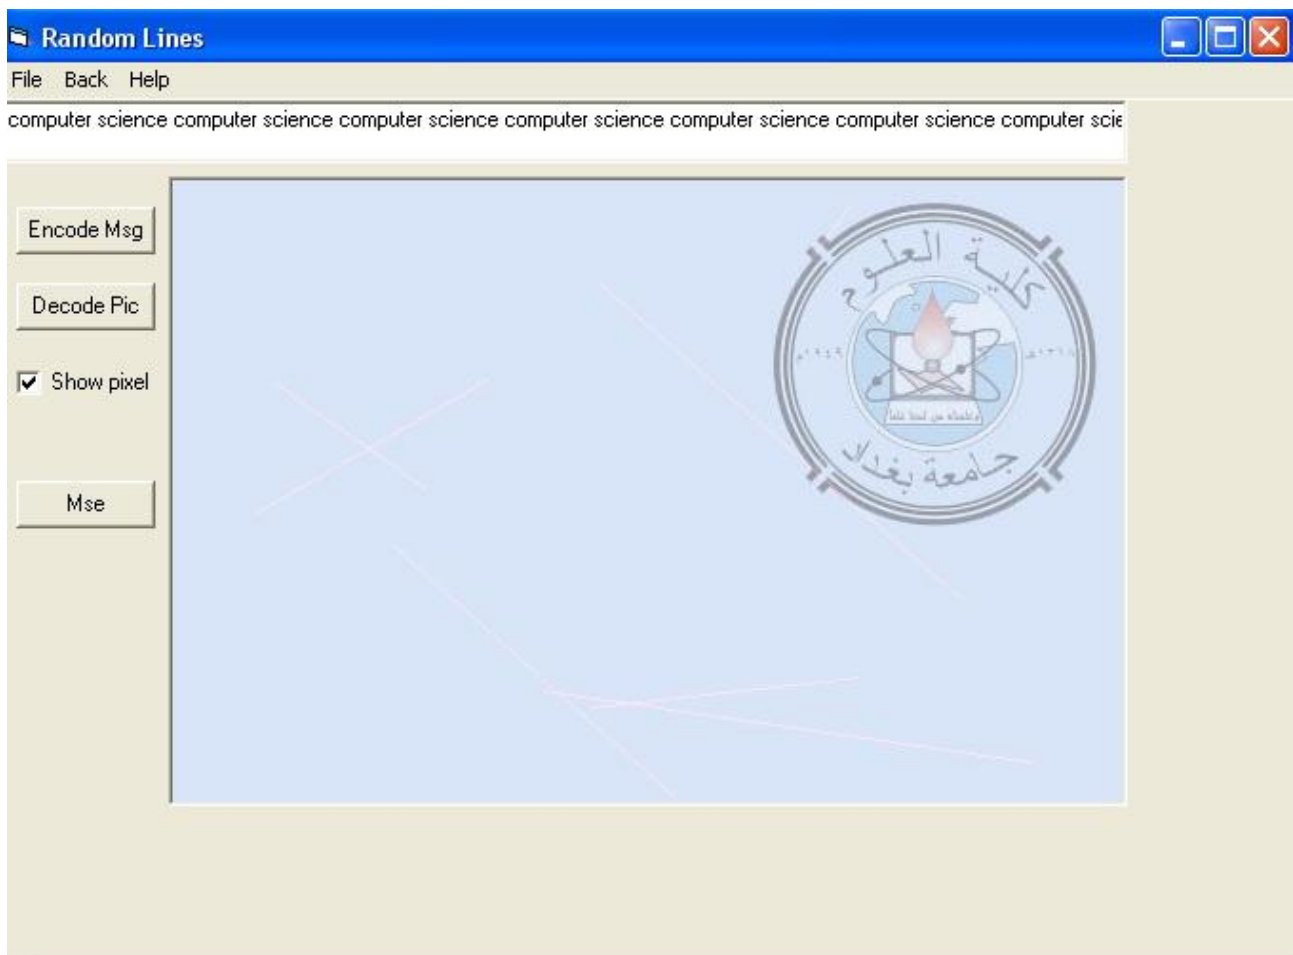 Random Lines
File Back Help
computer science computer science computer science computer science computer science computer science computer scie
Encode Msg
Decode Pic
Show pixel
Mse
كلية العلوم
١٩٤٩م
جامعة بغداد